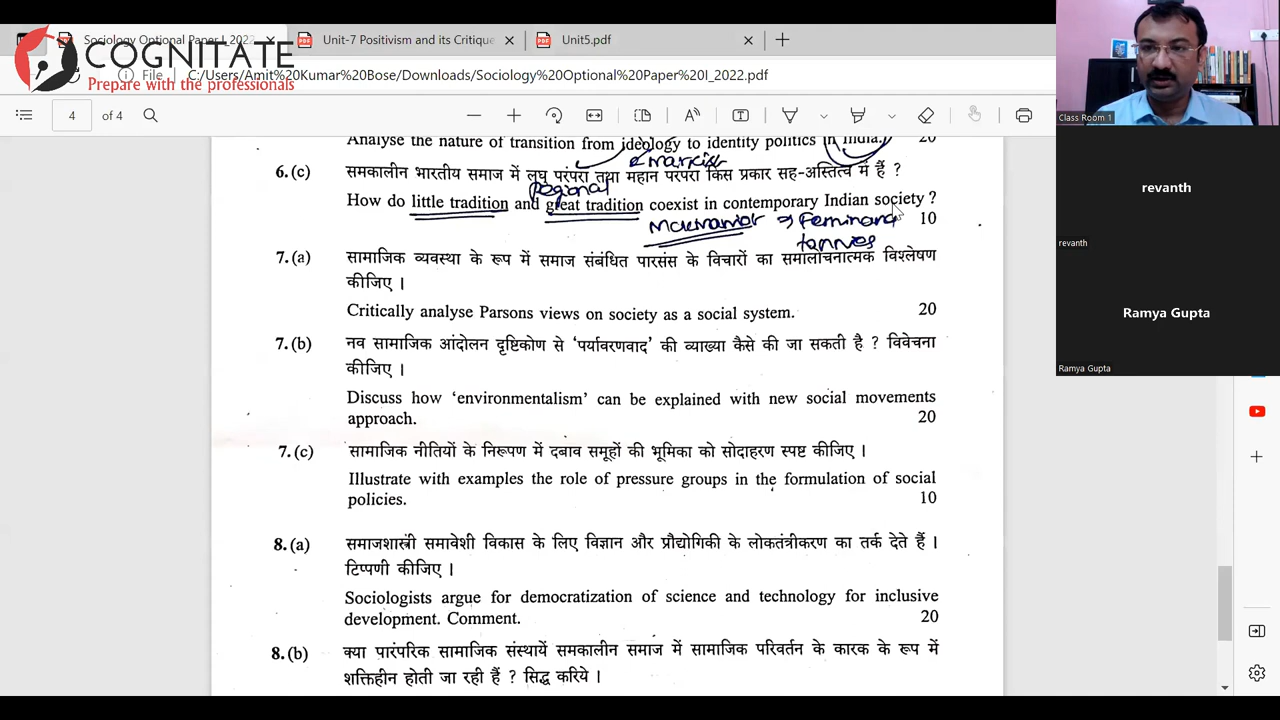 Sociology Optional Paper I_2022
Unit-7 Positivism and its Critique
Unit5.pdf
COGNITATE
Prepare with the professionals
File
C:/Users/Amit%20Kumar%20Bose/Downloads/Sociology%20Optional%20Paper%20I_2022.pdf
4
of 4
Class Room 1
revanth
revanth
Ramya Gupta
Ramya Gupta
Analyse the nature of transition from ideology to identity politics in India. 20
6.(c) समकालीन भारतीय समाज में लघु परंपरा तथा महान परंपरा किस प्रकार सह-अस्तित्व में हैं ?
Regional
How do little tradition and great tradition coexist in contemporary Indian society ?
10
7.(a) सामाजिक व्यवस्था के रूप में समाज संबंधित पारसंस के विचारों का समालोचनात्मक विश्लेषण
कीजिए ।
Critically analyse Parsons views on society as a social system. 20
7.(b) नव सामाजिक आंदोलन दृष्टिकोण से 'पर्यावरणवाद' की व्याख्या कैसे की जा सकती है ? विवेचना
कीजिए ।
Discuss how 'environmentalism' can be explained with new social movements
approach. 20
7.(c) सामाजिक नीतियों के निरूपण में दबाव समूहों की भूमिका को सोदाहरण स्पष्ट कीजिए ।
Illustrate with examples the role of pressure groups in the formulation of social
policies. 10
8.(a) समाजशास्त्री समावेशी विकास के लिए विज्ञान और प्रौद्योगिकी के लोकतंत्रीकरण का तर्क देते हैं ।
टिप्पणी कीजिए ।
Sociologists argue for democratization of science and technology for inclusive
development. Comment. 20
8.(b) क्या पारंपरिक सामाजिक संस्थायें समकालीन समाज में सामाजिक परिवर्तन के कारक के रूप में
शक्तिहीन होती जा रही हैं ? सिद्ध करिये ।